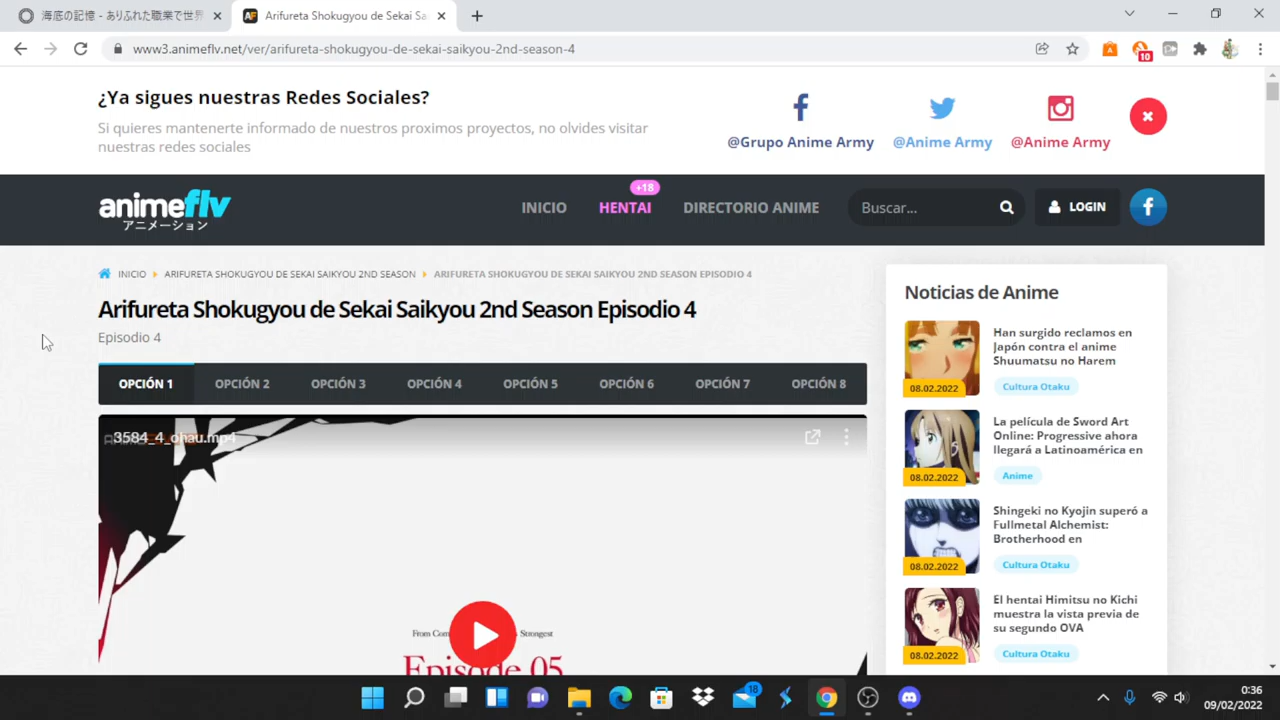 海底の記憶 - ありふれた職業で世界
Arifureta Shokugyou de Sekai Sai
www3.animeflv.net/ver/arifureta-shokugyou-de-sekai-saikyou-2nd-season-4
10
¿Ya sigues nuestras Redes Sociales?
Si quieres mantenerte informado de nuestros proximos proyectos, no olvides visitar
nuestras redes sociales
@Grupo Anime Army
@Anime Army
@Anime Army
animeflv
アニメーション
INICIO
HENTAI
+18
DIRECTORIO ANIME
Buscar...
LOGIN
INICIO
ARIFURETA SHOKUGYOU DE SEKAI SAIKYOU 2ND SEASON
ARIFURETA SHOKUGYOU DE SEKAI SAIKYOU 2ND SEASON EPISODIO 4
Arifureta Shokugyou de Sekai Saikyou 2nd Season Episodio 4
Episodio 4
OPCIÓN 1
OPCIÓN 2
OPCIÓN 3
OPCIÓN 4
OPCIÓN 5
OPCIÓN 6
OPCIÓN 7
OPCIÓN 8
3584_4_ohau.mp4
From
Strongest
Episode 05
Noticias de Anime
Han surgido reclamos en
Japón contra el anime
Shuumatsu no Harem
08.02.2022
Cultura Otaku
La película de Sword Art
Online: Progressive ahora
llegará a Latinoamérica en
08.02.2022
Anime
Shingeki no Kyojin superó a
Fullmetal Alchemist:
Brotherhood en
08.02.2022
Cultura Otaku
El hentai Himitsu no Kichi
muestra la vista previa de
su segundo OVA
08.02.2022
Cultura Otaku
18
0:36
09/02/2022